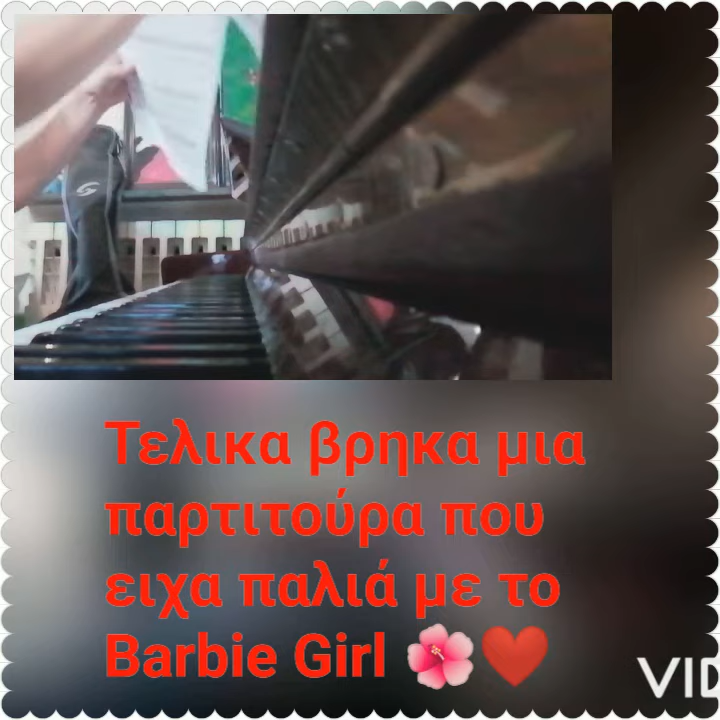 Τελικα βρηκα μια
παρτιτούρα που
ειχα παλιά με το
Barbie Girl 🌺❤️
VID